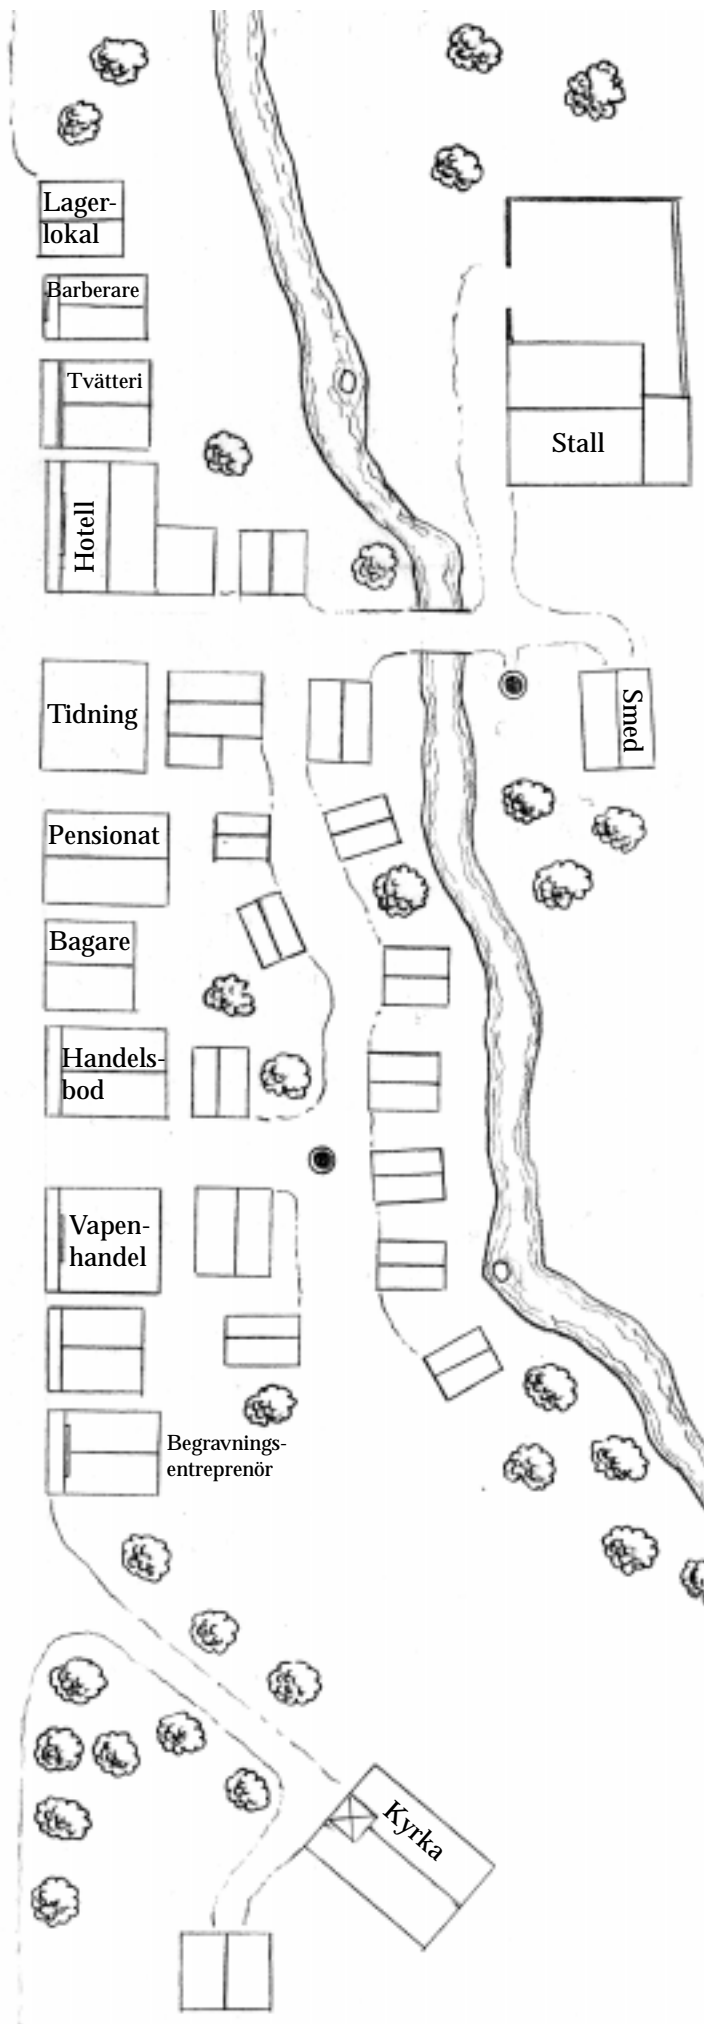 Lager-
lokal
Barberare
Tvätteri
Hotell
Stall
Tidning
Smed
Pensionat
Bagare
Handels-
bod
Vapen-
handel
Begravnings-
entreprenör
Kyrka